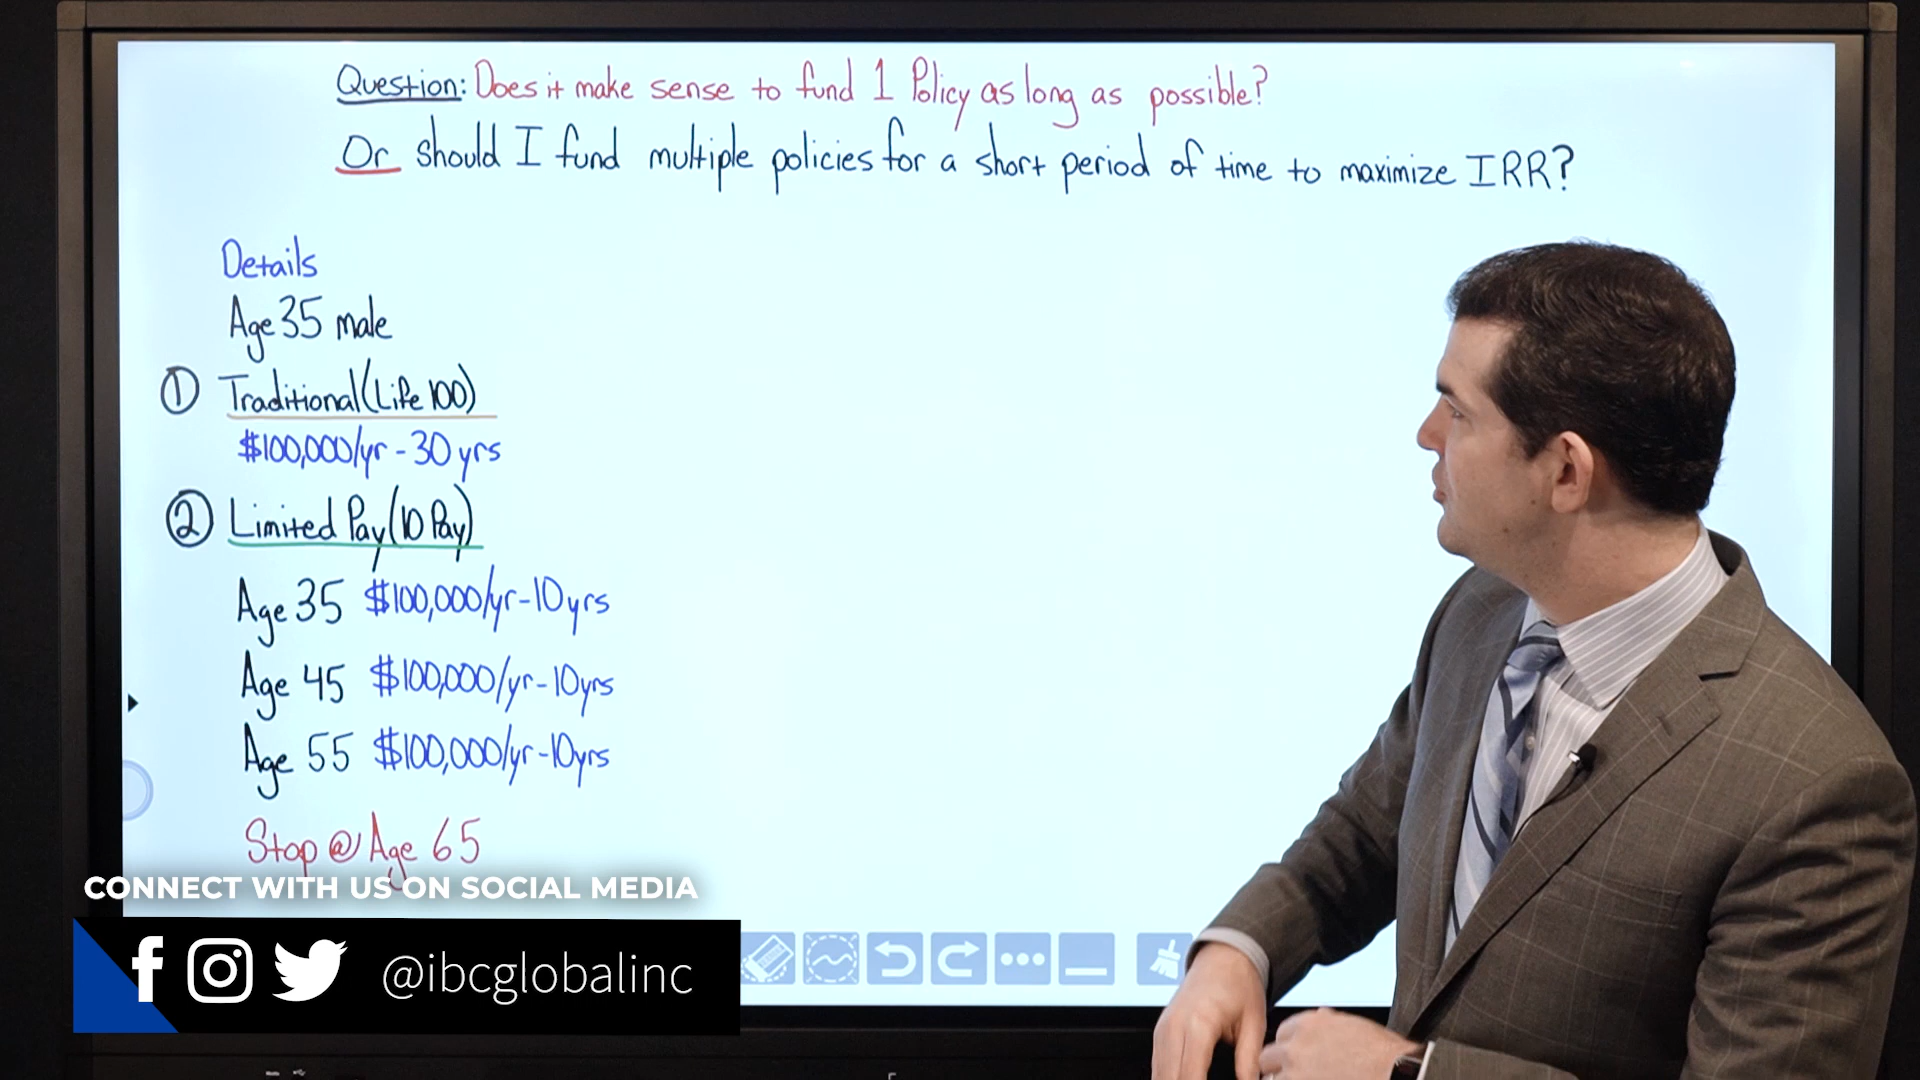 Question: Does it make sense to fund 1 Policy as long as possible?
Or should I fund multiple policies for a short period of time to maximize IRR?
Details
Age 35 male
① Traditional (Life 100)
$100,000/yr - 30 yrs
② Limited Pay (10 Pay)
Age 35 $100,000/yr - 10 yrs
Age 45 $100,000/yr - 10 yrs
Age 55 $100,000/yr - 10 yrs
Stop @ Age 65
CONNECT WITH US ON SOCIAL MEDIA
@ibcglobalinc